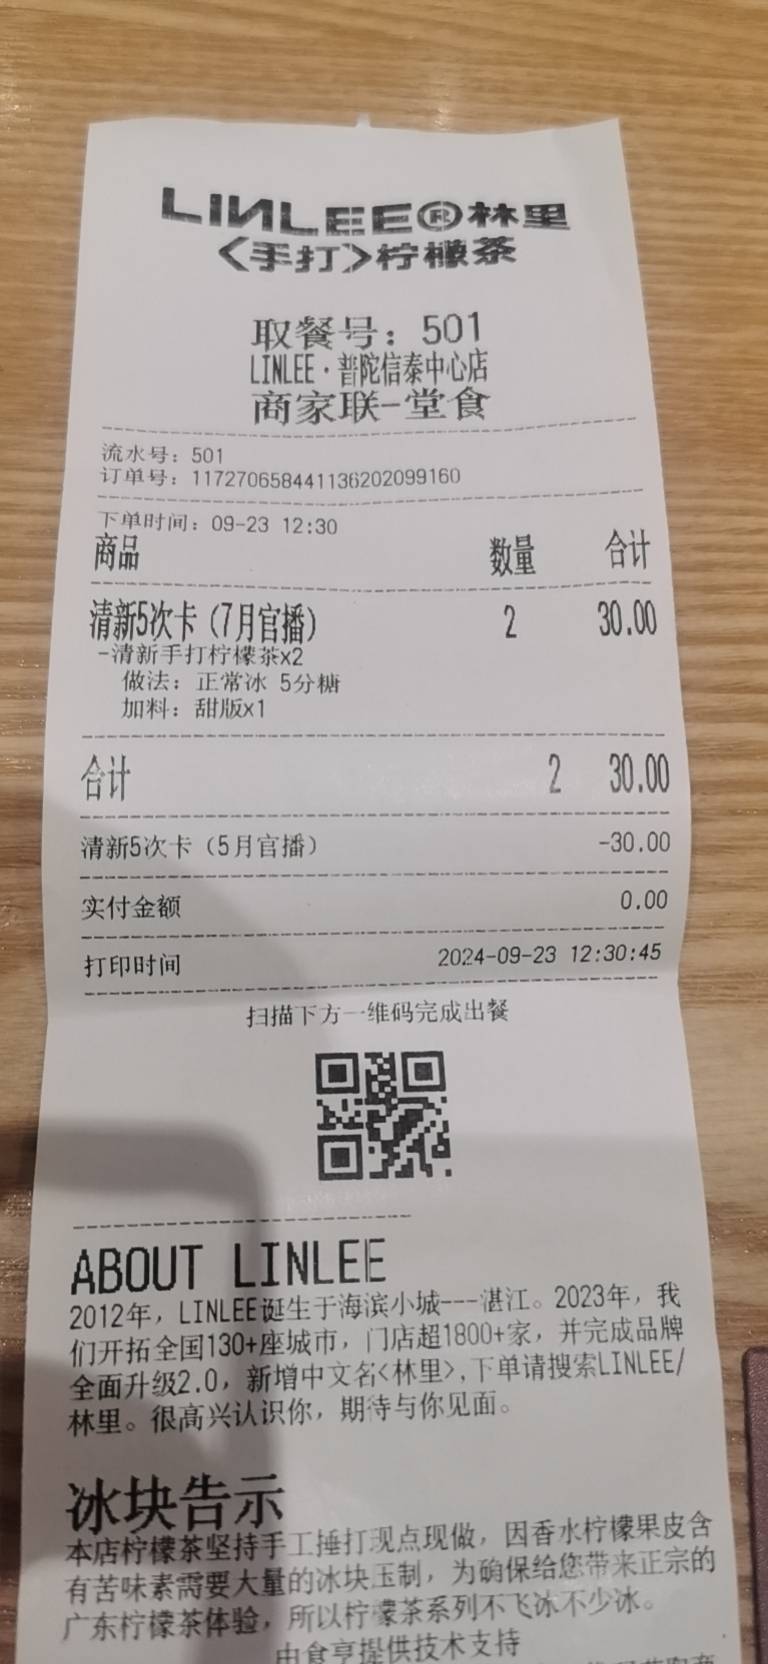 LINLEE®林里
<手打>柠檬茶
取餐号：501
LINLEE·普陀信泰中心店
商家联-堂食
流水号：501
订单号：117270658441136202099160
下单时间：09-23 12:30
商品 数量 合计
清新5次卡（7月官播） 2 30.00
-清新手打柠檬茶x2
做法：正常冰 5分糖
加料：甜版x1
合计 2 30.00
清新5次卡（5月官播） -30.00
实付金额 0.00
打印时间 2024-09-23 12:30:45
扫描下方一维码完成出餐
ABOUT LINLEE
2012年，LINLEE诞生于海滨小城---湛江。2023年，我
们开拓全国130+座城市，门店超1800+家，并完成品牌
全面升级2.0，新增中文名<林里>,下单请搜索LINLEE/
林里。很高兴认识你，期待与你见面。
冰块告示
本店柠檬茶坚持手工捶打现点现做，因香水柠檬果皮含
有苦味素需要大量的冰块压制，为确保给您带来正宗的
广东柠檬茶体验，所以柠檬茶系列不飞冰不少冰。
由食亨提供技术支持